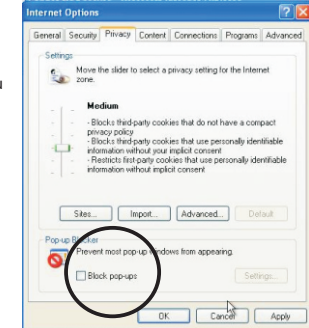 Internet Options
General Security Privacy Content Connections Programs Advanced
Settings
Move the slider to select a privacy setting for the Internet
zone.
Medium
- Blocks third-party cookies that do not have a compact
privacy policy
- Blocks third-party cookies that use personally identifiable
information without your implicit consent
- Restricts first-party cookies that use personally identifiable
information without implicit consent
Sites... Import... Advanced... Default
Pop-up Blocker
Prevent most pop-up windows from appearing.
Block pop-ups
Settings...
OK Cancel Apply